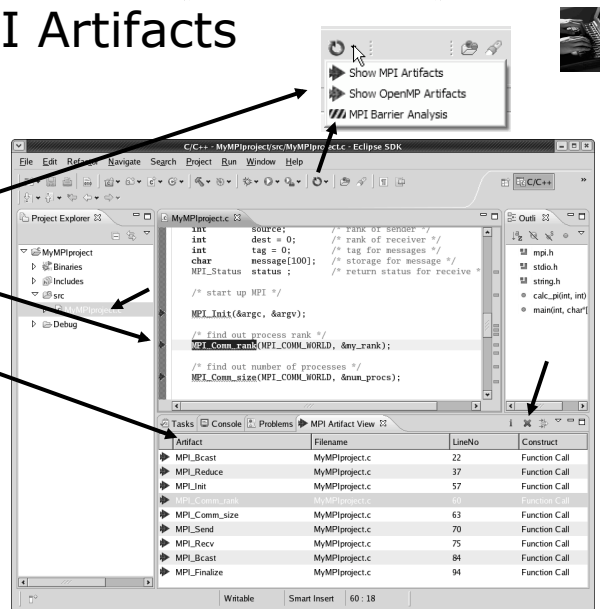 I Artifacts
Show MPI Artifacts
Show OpenMP Artifacts
MPI Barrier Analysis
C/C++ - MyMPIproject/src/MyMPIproject.c - Eclipse SDK
File Edit Refactor Navigate Search Project Run Window Help
C/C++
Project Explorer
MyMPIproject
Binaries
Includes
src
Debug
MyMPIproject.c
int source; /* rank of sender */
int dest = 0; /* rank of receiver */
int tag = 0; /* tag for messages */
char message[100]; /* storage for message */
MPI_Status status ; /* return status for receive *
/* start up MPI */
MPI_Init(&argc, &argv);
/* find out process rank */
MPI_Comm_rank(MPI_COMM_WORLD, &my_rank);
/* find out number of processes */
MPI_Comm_size(MPI_COMM_WORLD, &num_procs);
Outli
mpi.h
stdio.h
string.h
calc_pi(int, int)
main(int, char*[
Tasks Console Problems MPI Artifact View
Artifact Filename LineNo Construct
MPI_Bcast MyMPIproject.c 22 Function Call
MPI_Reduce MyMPIproject.c 37 Function Call
MPI_Init MyMPIproject.c 57 Function Call
MPI_Comm_rank MyMPIproject.c 60 Function Call
MPI_Comm_size MyMPIproject.c 63 Function Call
MPI_Send MyMPIproject.c 70 Function Call
MPI_Recv MyMPIproject.c 75 Function Call
MPI_Bcast MyMPIproject.c 84 Function Call
MPI_Finalize MyMPIproject.c 94 Function Call
Writable Smart Insert 60 : 18